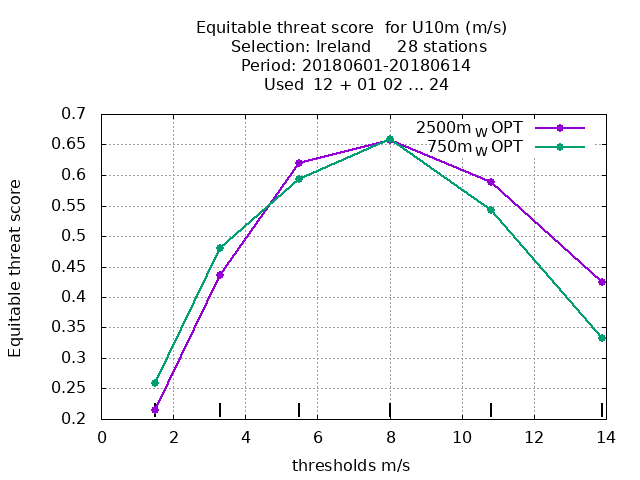 Equitable threat score  for U10m (m/s)
Selection: Ireland     28 stations
Period: 20180601-20180614
Used  12 + 01 02 ... 24
2500m W OPT
750m W OPT
0.7
0.65
0.6
0.55
0.5
0.45
0.4
0.35
0.3
0.25
0.2
Equitable threat score
0 2 4 6 8 10 12 14
thresholds m/s